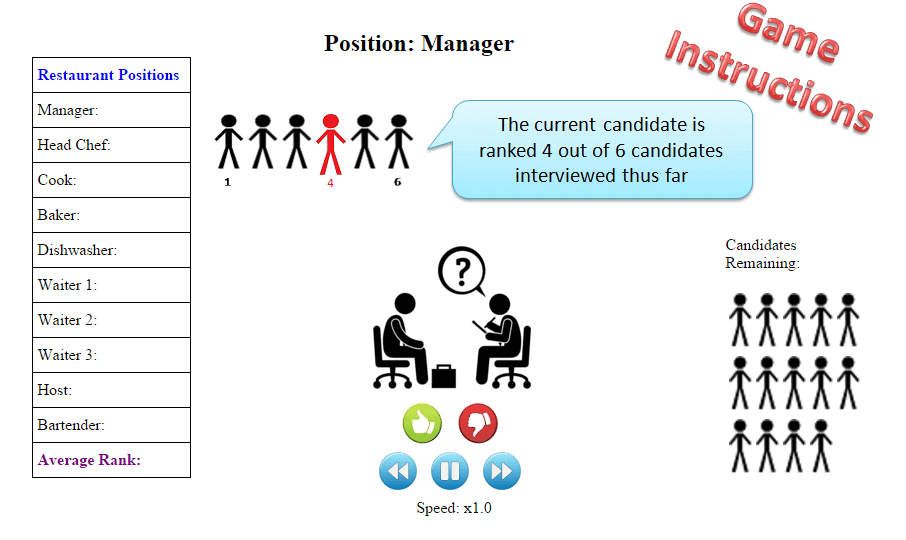 Position: Manager
Game
Instructions
Restaurant Positions
Manager:
Head Chef:
Cook:
Baker:
Dishwasher:
Waiter 1:
Waiter 2:
Waiter 3:
Host:
Bartender:
Average Rank:
1 4 6
The current candidate is
ranked 4 out of 6 candidates
interviewed thus far
?
Candidates
Remaining:
Speed: x1.0